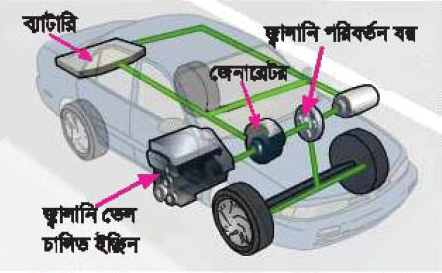 ব্যাটারি
জ্বালানি পরিবর্তন যন্ত্র
জেনারেটর
জ্বালানি তেল
চালিত ইঞ্জিন